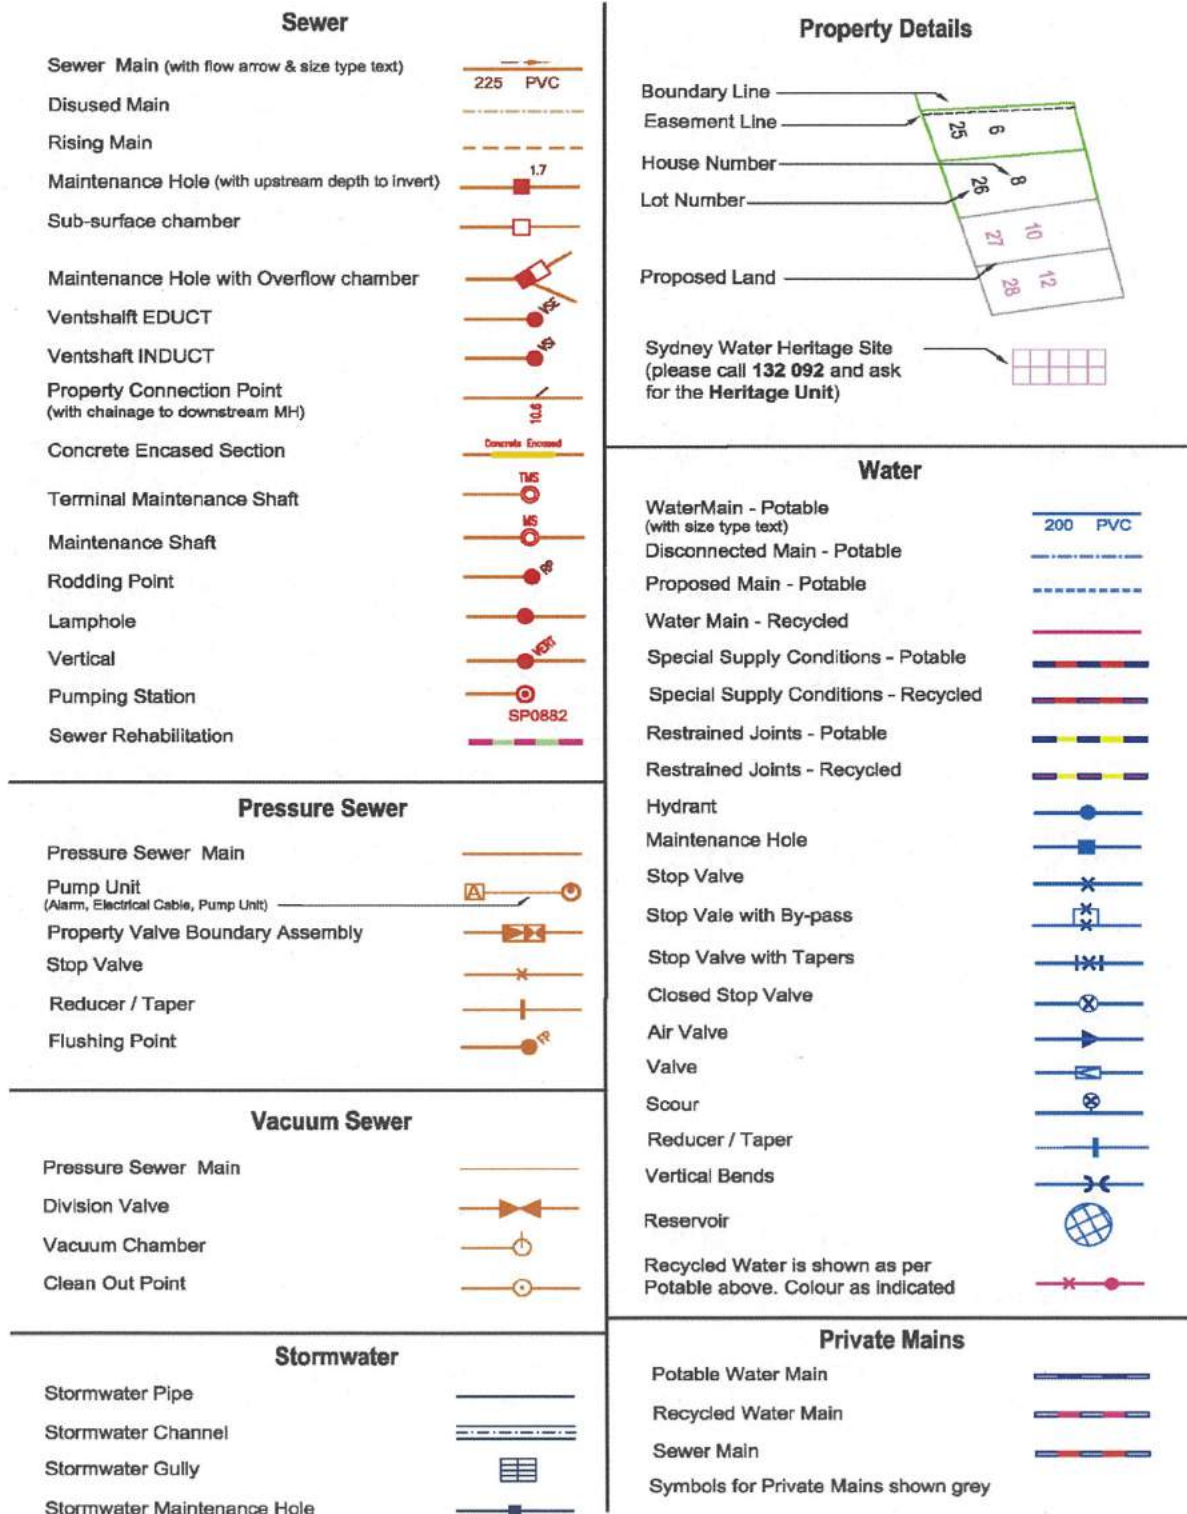 Sewer
Sewer Main (with flow arrow & size type text)
225 PVC
Disused Main
Rising Main
Maintenance Hole (with upstream depth to invert)
1.7
Sub-surface chamber
Maintenance Hole with Overflow chamber
Ventshalft EDUCT
VSE
Ventshaft INDUCT
VSI
Property Connection Point
(with chainage to downstream MH)
10.6
Concrete Encased Section
Concrete Encased
Terminal Maintenance Shaft
TMS
Maintenance Shaft
MS
Rodding Point
RP
Lamphole
Vertical
VERT
Pumping Station
SP0882
Sewer Rehabilitation
Pressure Sewer
Pressure Sewer Main
Pump Unit
(Alarm, Electrical Cable, Pump Unit)
A
Property Valve Boundary Assembly
Stop Valve
Reducer / Taper
Flushing Point
FP
Vacuum Sewer
Pressure Sewer Main
Division Valve
Vacuum Chamber
Clean Out Point
Stormwater
Stormwater Pipe
Stormwater Channel
Stormwater Gully
Stormwater Maintenance Hole
Property Details
Boundary Line
Easement Line
25 6
House Number
26 8
Lot Number
27 10
Proposed Land
28 12
Sydney Water Heritage Site
(please call 132 092 and ask
for the Heritage Unit)
Water
WaterMain - Potable
(with size type text)
200 PVC
Disconnected Main - Potable
Proposed Main - Potable
Water Main - Recycled
Special Supply Conditions - Potable
Special Supply Conditions - Recycled
Restrained Joints - Potable
Restrained Joints - Recycled
Hydrant
Maintenance Hole
Stop Valve
Stop Vale with By-pass
Stop Valve with Tapers
Closed Stop Valve
Air Valve
Valve
Scour
Reducer / Taper
Vertical Bends
Reservoir
Recycled Water is shown as per
Potable above. Colour as indicated
Private Mains
Potable Water Main
Recycled Water Main
Sewer Main
Symbols for Private Mains shown grey